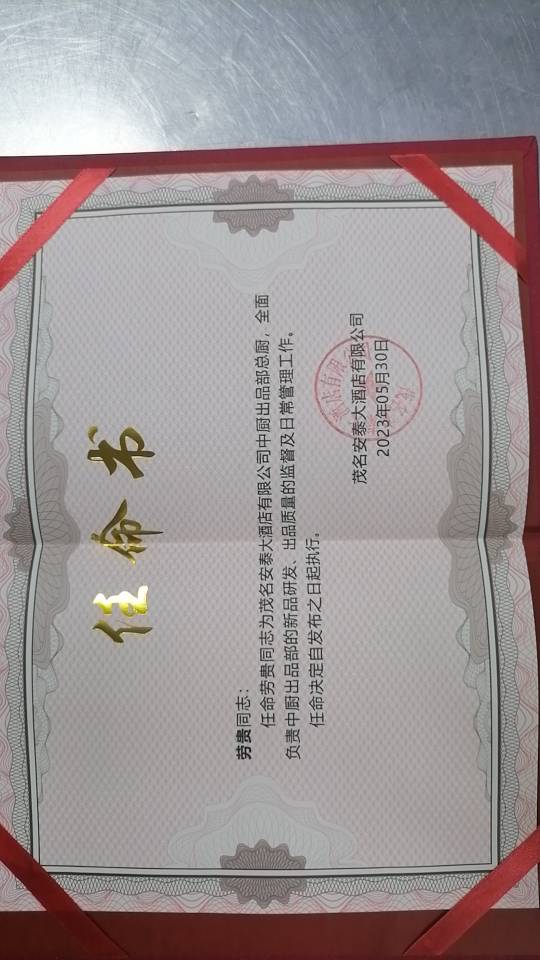 任命书
劳贵同志：
任命劳贵同志为茂名安泰大酒店有限公司中厨出品部总厨，全面
负责中厨出品部的新品研发、出品质量的监督及日常管理工作。
任命决定自发布之日起执行。
茂名安泰大酒店有限公司
2023年05月30日